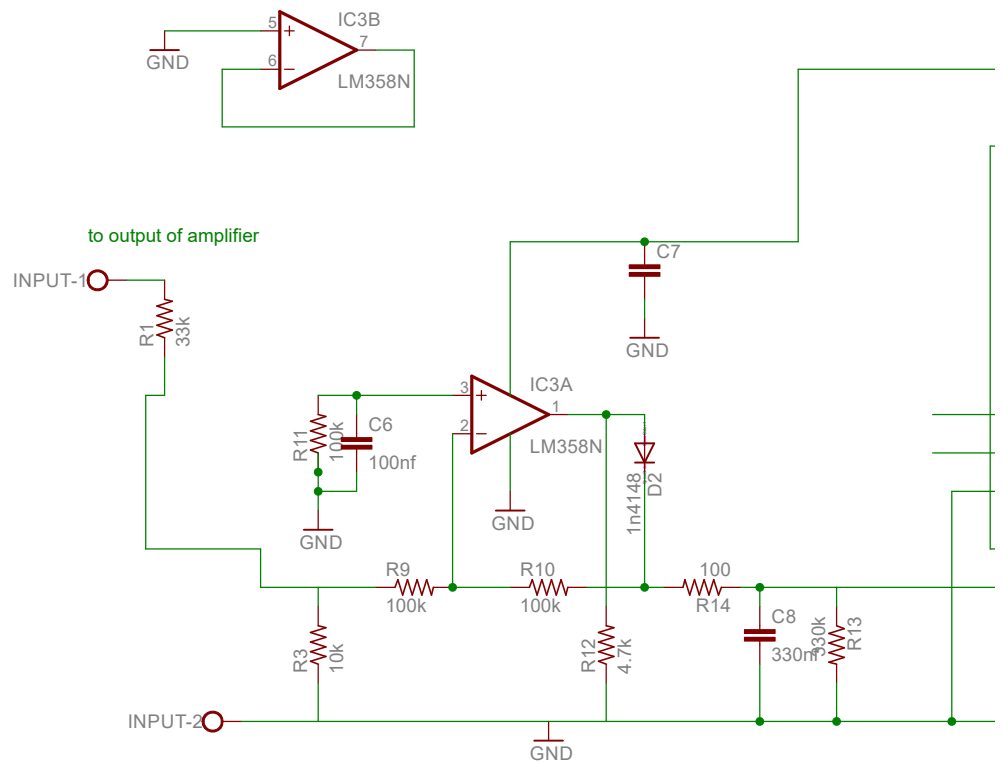 IC3B
5
+
7
6
−
GND
LM358N
to output of amplifier
C7
INPUT-1
R1
33k
GND
IC3A
3
+
1
2
−
C6
R11
100k
LM358N
100nf
1n4148
D2
GND
GND
R9
R10
100
100k
100k
R14
C8
R3
10k
R12
4.7k
330nf
330k
R13
INPUT-2
GND